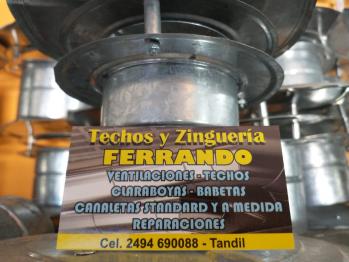 Techos y Zinguería
FERRANDO
VENTILACIONES - TECHOS
CLARABOYAS - BABETAS
CANALETAS STANDARD Y A MEDIDA
REPARACIONES
Cel. 2494 690088 - Tandil